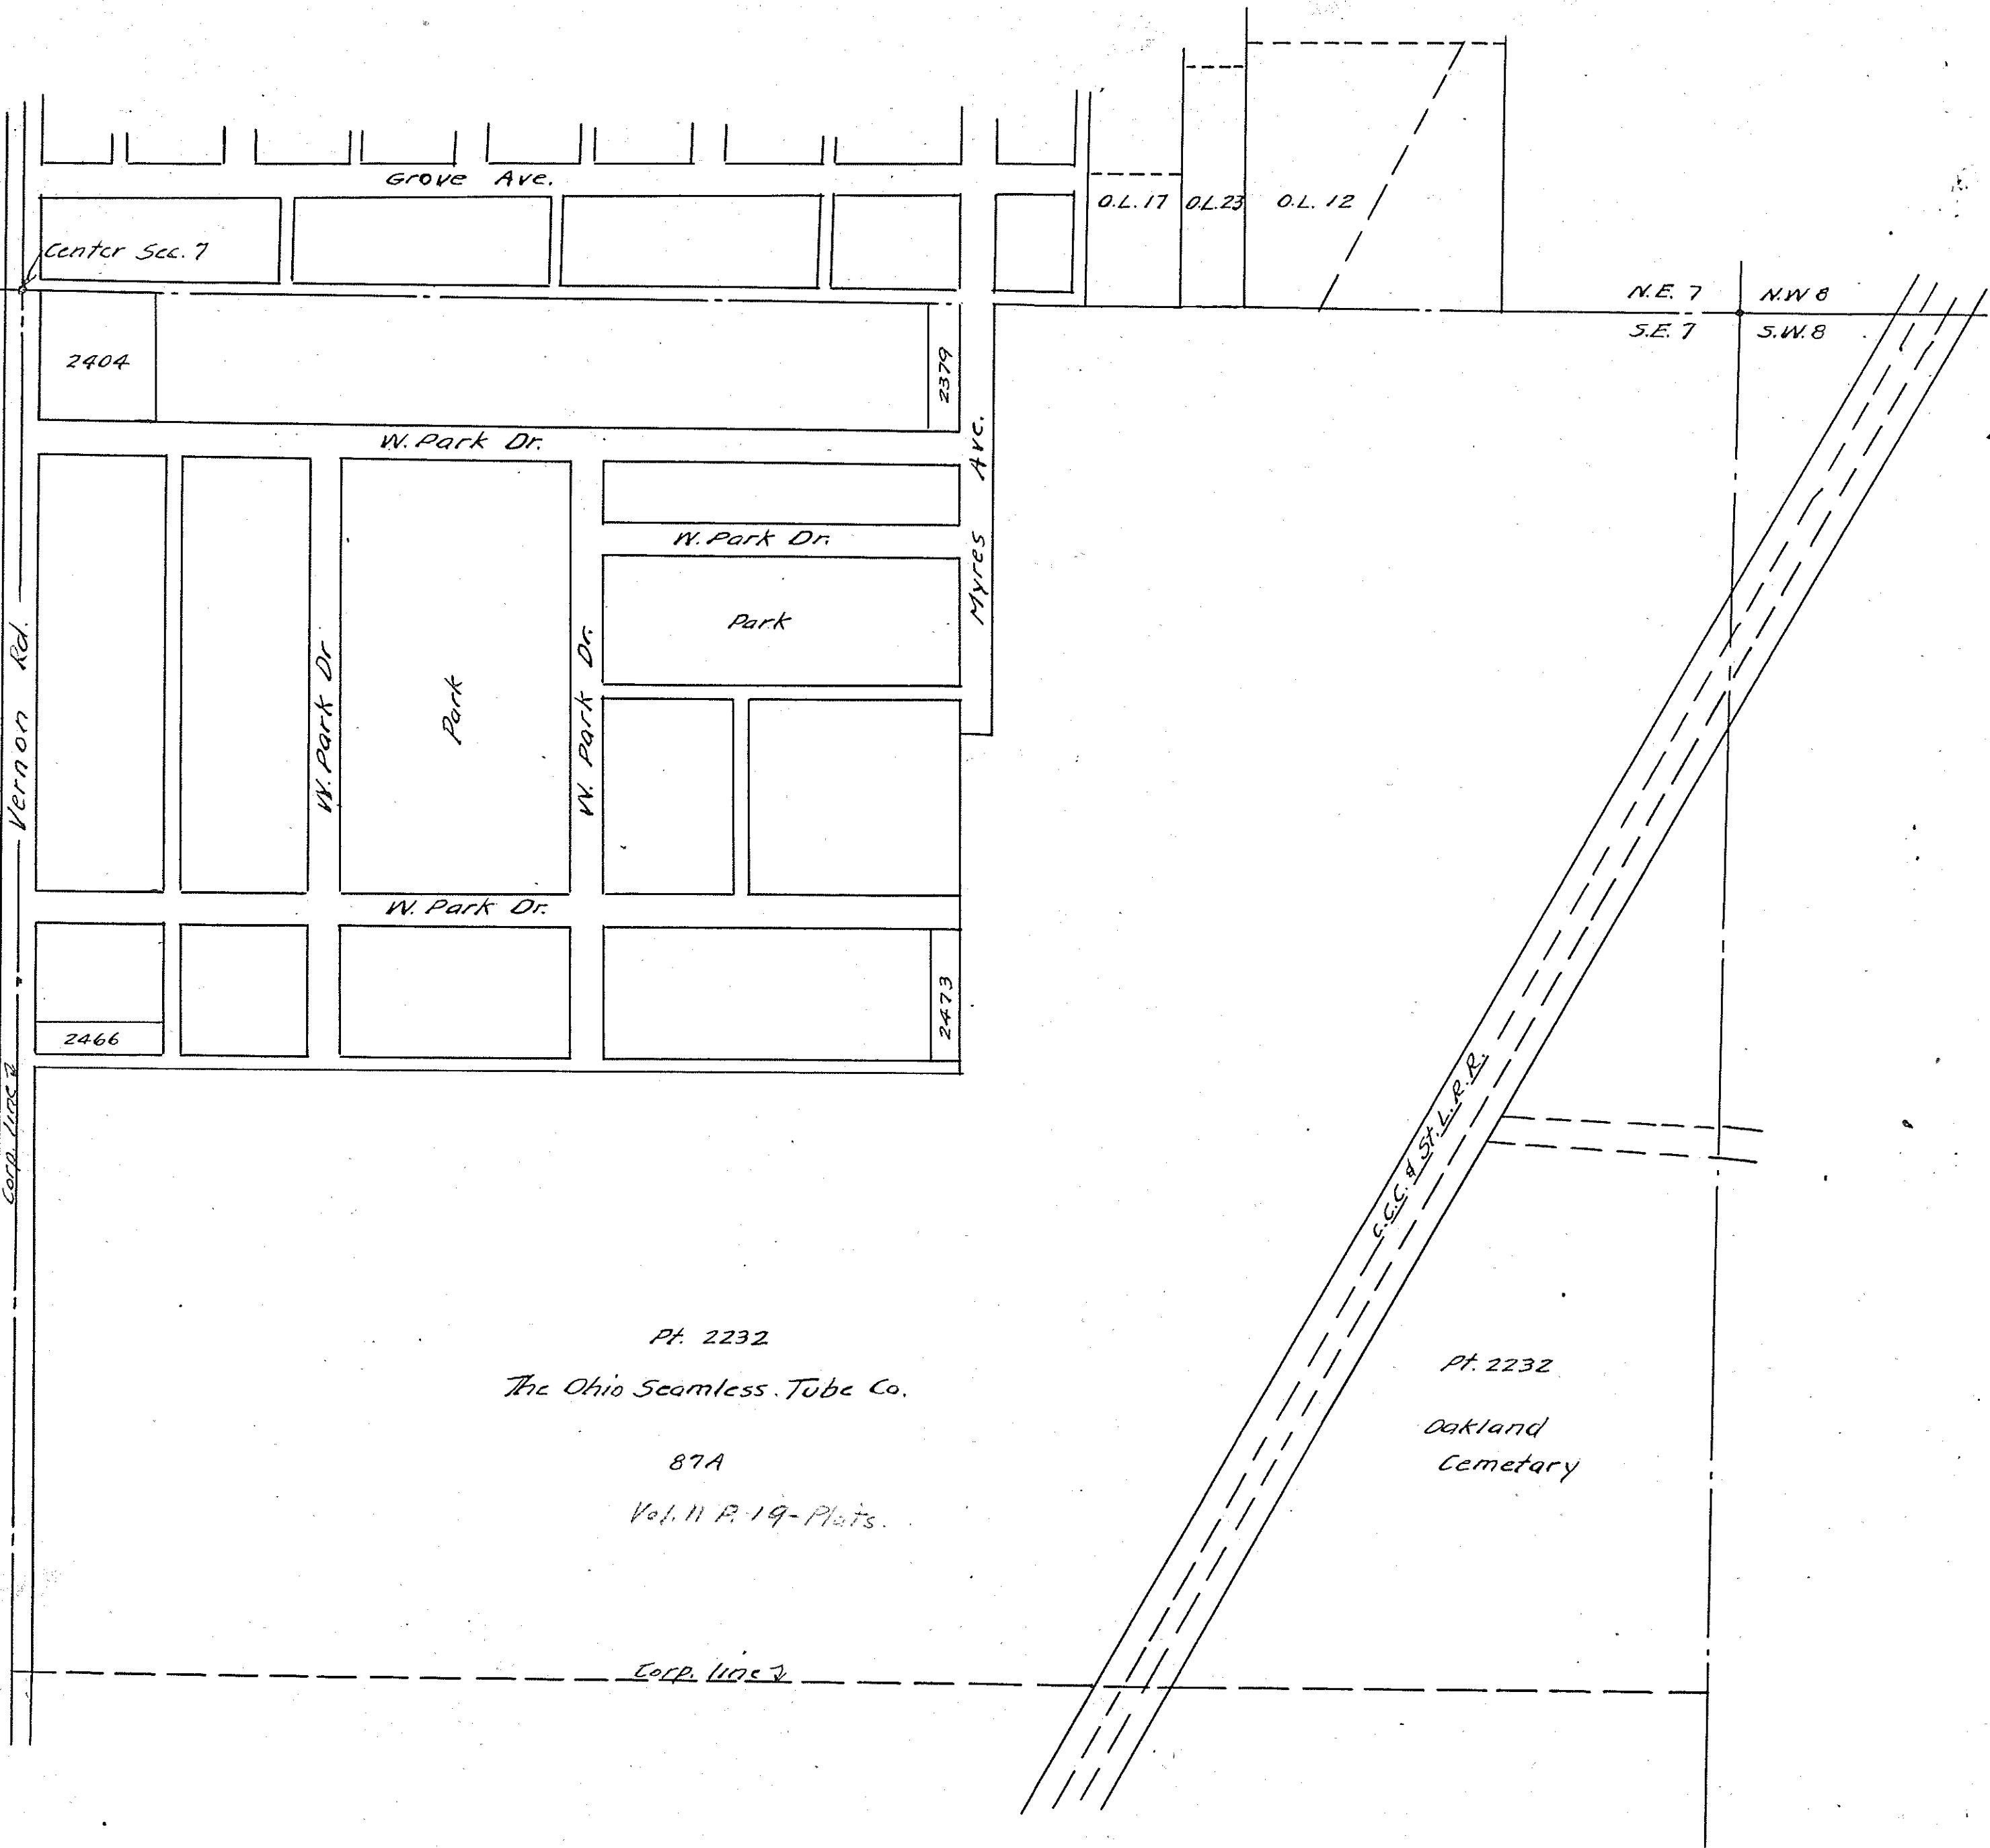 Grove Ave.
O.L. 17
O.L. 23
O.L. 12
Center Sec. 7
N.E. 7
N.W 8
S.E. 7
S.W. 8
2404
2379
W. Park Dr.
Myres Ave.
W. Park Dr.
Park
Vernon Rd.
W. Park Dr
Park
W. Park Dr.
W. Park Dr.
2466
2473
Corp. line
C.C.C. & St. L. R.R.
Pt. 2232
The Ohio Seamless. Tube Co.
87A
Vol. 11 P. 19-Plats.
Pt. 2232
Oakland
Cemetary
Corp. line